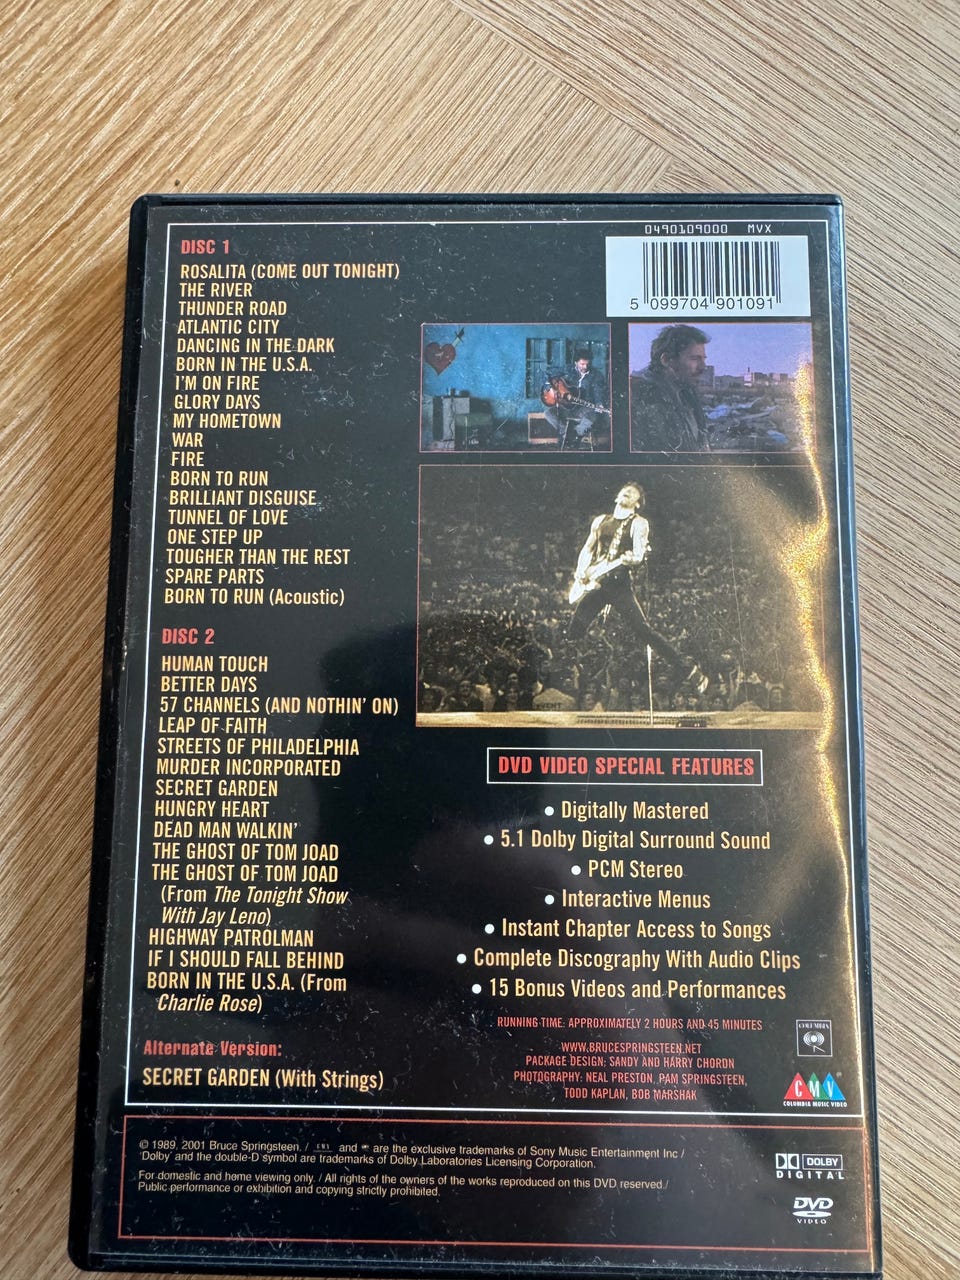 DISC 1
ROSALITA (COME OUT TONIGHT)
THE RIVER
THUNDER ROAD
ATLANTIC CITY
DANCING IN THE DARK
BORN IN THE U.S.A.
I'M ON FIRE
GLORY DAYS
MY HOMETOWN
WAR
FIRE
BORN TO RUN
BRILLIANT DISGUISE
TUNNEL OF LOVE
ONE STEP UP
TOUGHER THAN THE REST
SPARE PARTS
BORN TO RUN (Acoustic)
DISC 2
HUMAN TOUCH
BETTER DAYS
57 CHANNELS (AND NOTHIN' ON)
LEAP OF FAITH
STREETS OF PHILADELPHIA
MURDER INCORPORATED
SECRET GARDEN
HUNGRY HEART
DEAD MAN WALKIN'
THE GHOST OF TOM JOAD
THE GHOST OF TOM JOAD
(From The Tonight Show
With Jay Leno)
HIGHWAY PATROLMAN
IF I SHOULD FALL BEHIND
BORN IN THE U.S.A. (From
Charlie Rose)
Alternate Version:
SECRET GARDEN (With Strings)
0490109000 MVX
5 099704 901091
DVD VIDEO SPECIAL FEATURES
• Digitally Mastered
• 5.1 Dolby Digital Surround Sound
• PCM Stereo
• Interactive Menus
• Instant Chapter Access to Songs
• Complete Discography With Audio Clips
• 15 Bonus Videos and Performances
RUNNING TIME: APPROXIMATELY 2 HOURS AND 45 MINUTES
WWW.BRUCESPRINGSTEEN.NET
PACKAGE DESIGN: SANDY AND HARRY CHORON
PHOTOGRAPHY: NEAL PRESTON, PAM SPRINGSTEEN,
TODD KAPLAN, BOB MARSHAK
COLUMBIA
CMV
COLUMBIA MUSIC VIDEO
© 1989, 2001 Bruce Springsteen. / CMV and are the exclusive trademarks of Sony Music Entertainment Inc /
'Dolby' and the double-D symbol are trademarks of Dolby Laboratories Licensing Corporation.
For domestic and home viewing only. / All rights of the owners of the works reproduced on this DVD reserved./
Public performance or exhibition and copying strictly prohibited.
DOLBY
DIGITAL
DVD
VIDEO